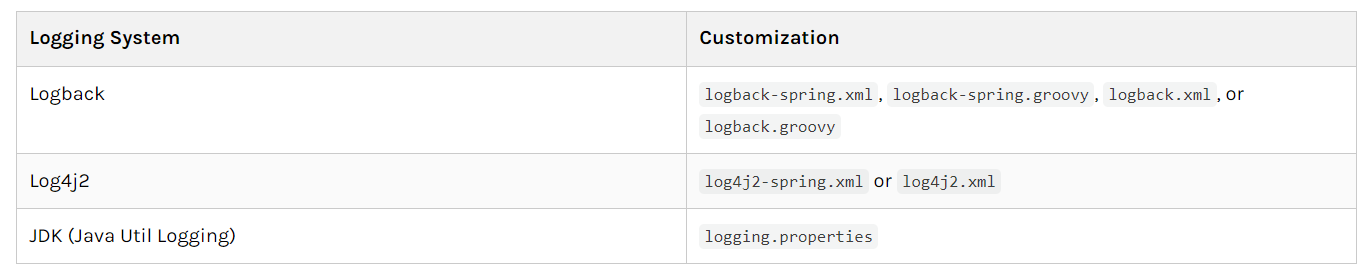 Logging System Customization
Logback logback-spring.xml, logback-spring.groovy, logback.xml, or
logback.groovy
Log4j2 log4j2-spring.xml or log4j2.xml
JDK (Java Util Logging) logging.properties